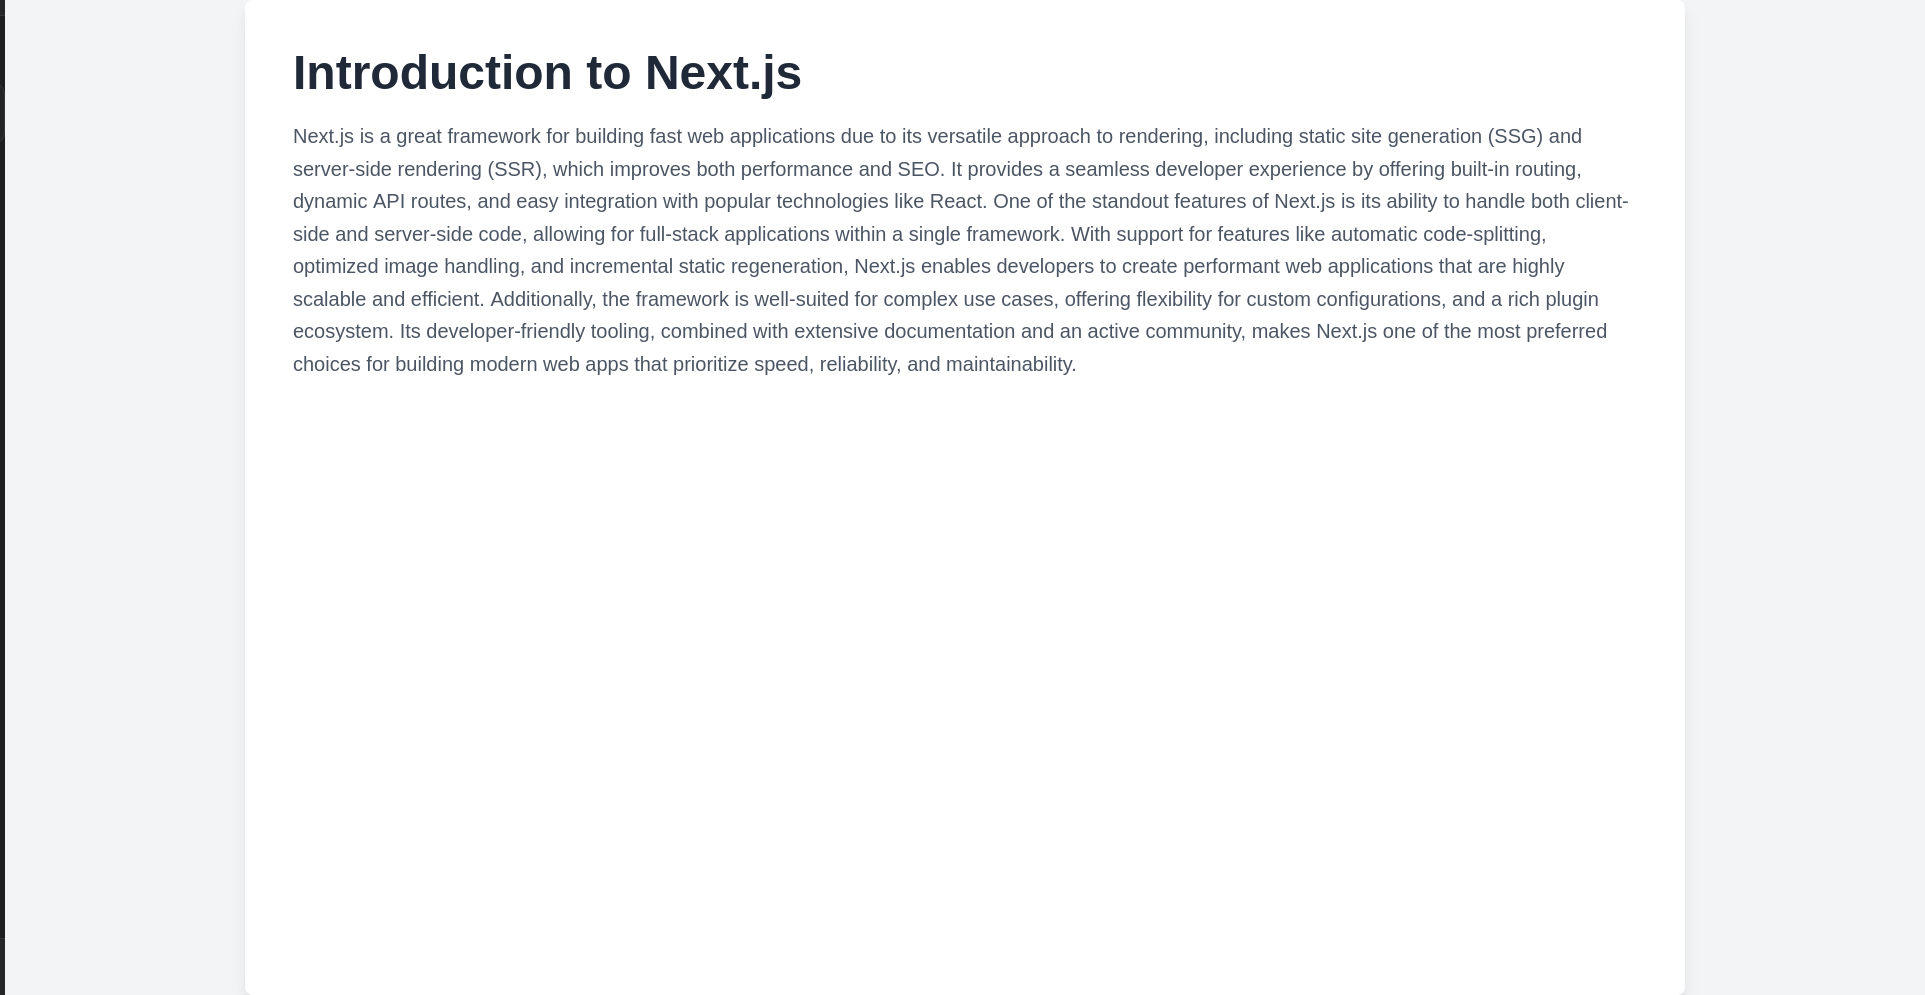 Introduction to Next.js
Next.js is a great framework for building fast web applications due to its versatile approach to rendering, including static site generation (SSG) and
server-side rendering (SSR), which improves both performance and SEO. It provides a seamless developer experience by offering built-in routing,
dynamic API routes, and easy integration with popular technologies like React. One of the standout features of Next.js is its ability to handle both client-
side and server-side code, allowing for full-stack applications within a single framework. With support for features like automatic code-splitting,
optimized image handling, and incremental static regeneration, Next.js enables developers to create performant web applications that are highly
scalable and efficient. Additionally, the framework is well-suited for complex use cases, offering flexibility for custom configurations, and a rich plugin
ecosystem. Its developer-friendly tooling, combined with extensive documentation and an active community, makes Next.js one of the most preferred
choices for building modern web apps that prioritize speed, reliability, and maintainability.